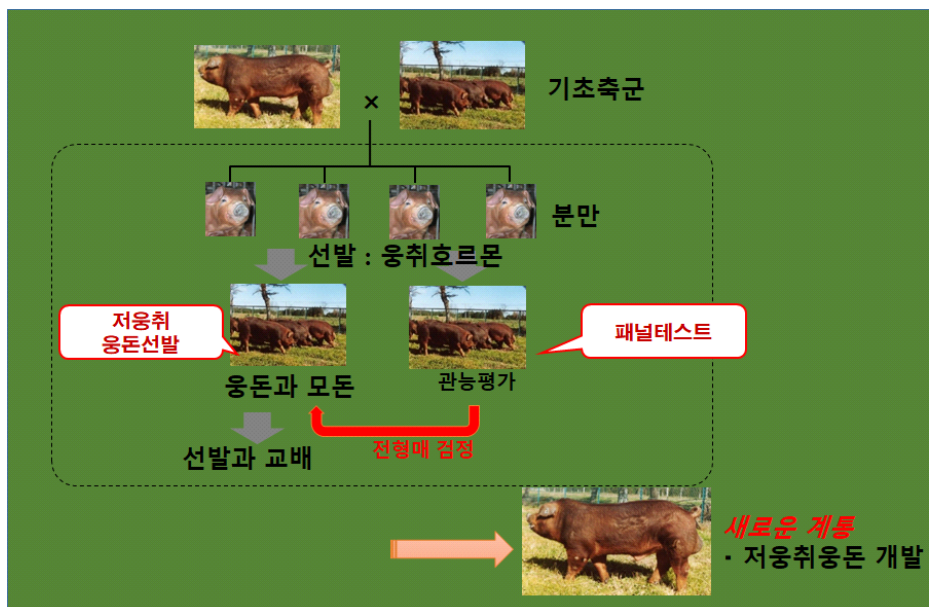 ×
기초축군
분만
선발 : 웅취호르몬
저웅취
웅돈선발
패널테스트
웅돈과 모돈
관능평가
전형매 검정
선발과 교배
새로운 계통
· 저웅취웅돈 개발